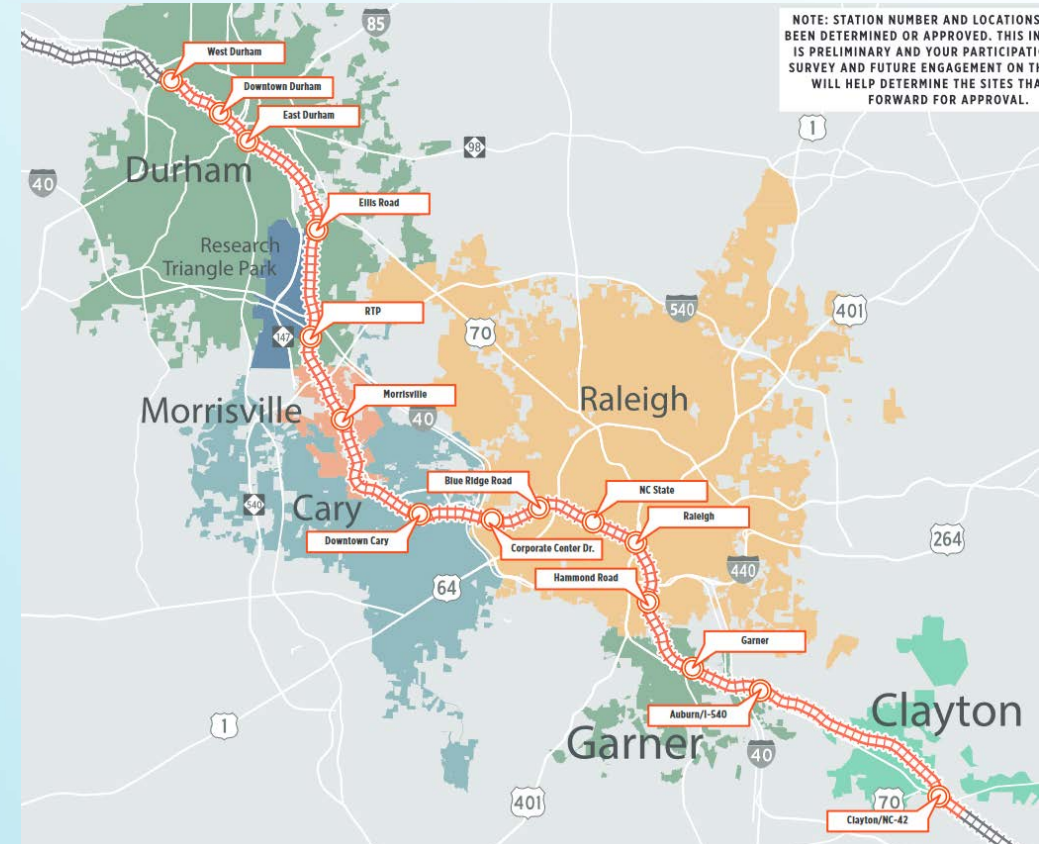 NOTE: STATION NUMBER AND LOCATIONS
BEEN DETERMINED OR APPROVED. THIS IN
IS PRELIMINARY AND YOUR PARTICIPATIO
SURVEY AND FUTURE ENGAGEMENT ON TH
WILL HELP DETERMINE THE SITES THA
FORWARD FOR APPROVAL.
85
West Durham
Downtown Durham
East Durham
1
98
Durham
40
Ellis Road
Research
Triangle Park
RTP
540
401
147
70
Morrisville
Morrisville
40
Raleigh
Blue Ridge Road
NC State
540
Cary
Raleigh
Downtown Cary
Corporate Center Dr.
264
Hammond Road
440
64
Garner
Auburn/I-540
Clayton
1
Garner
40
401
70
Clayton/NC-42